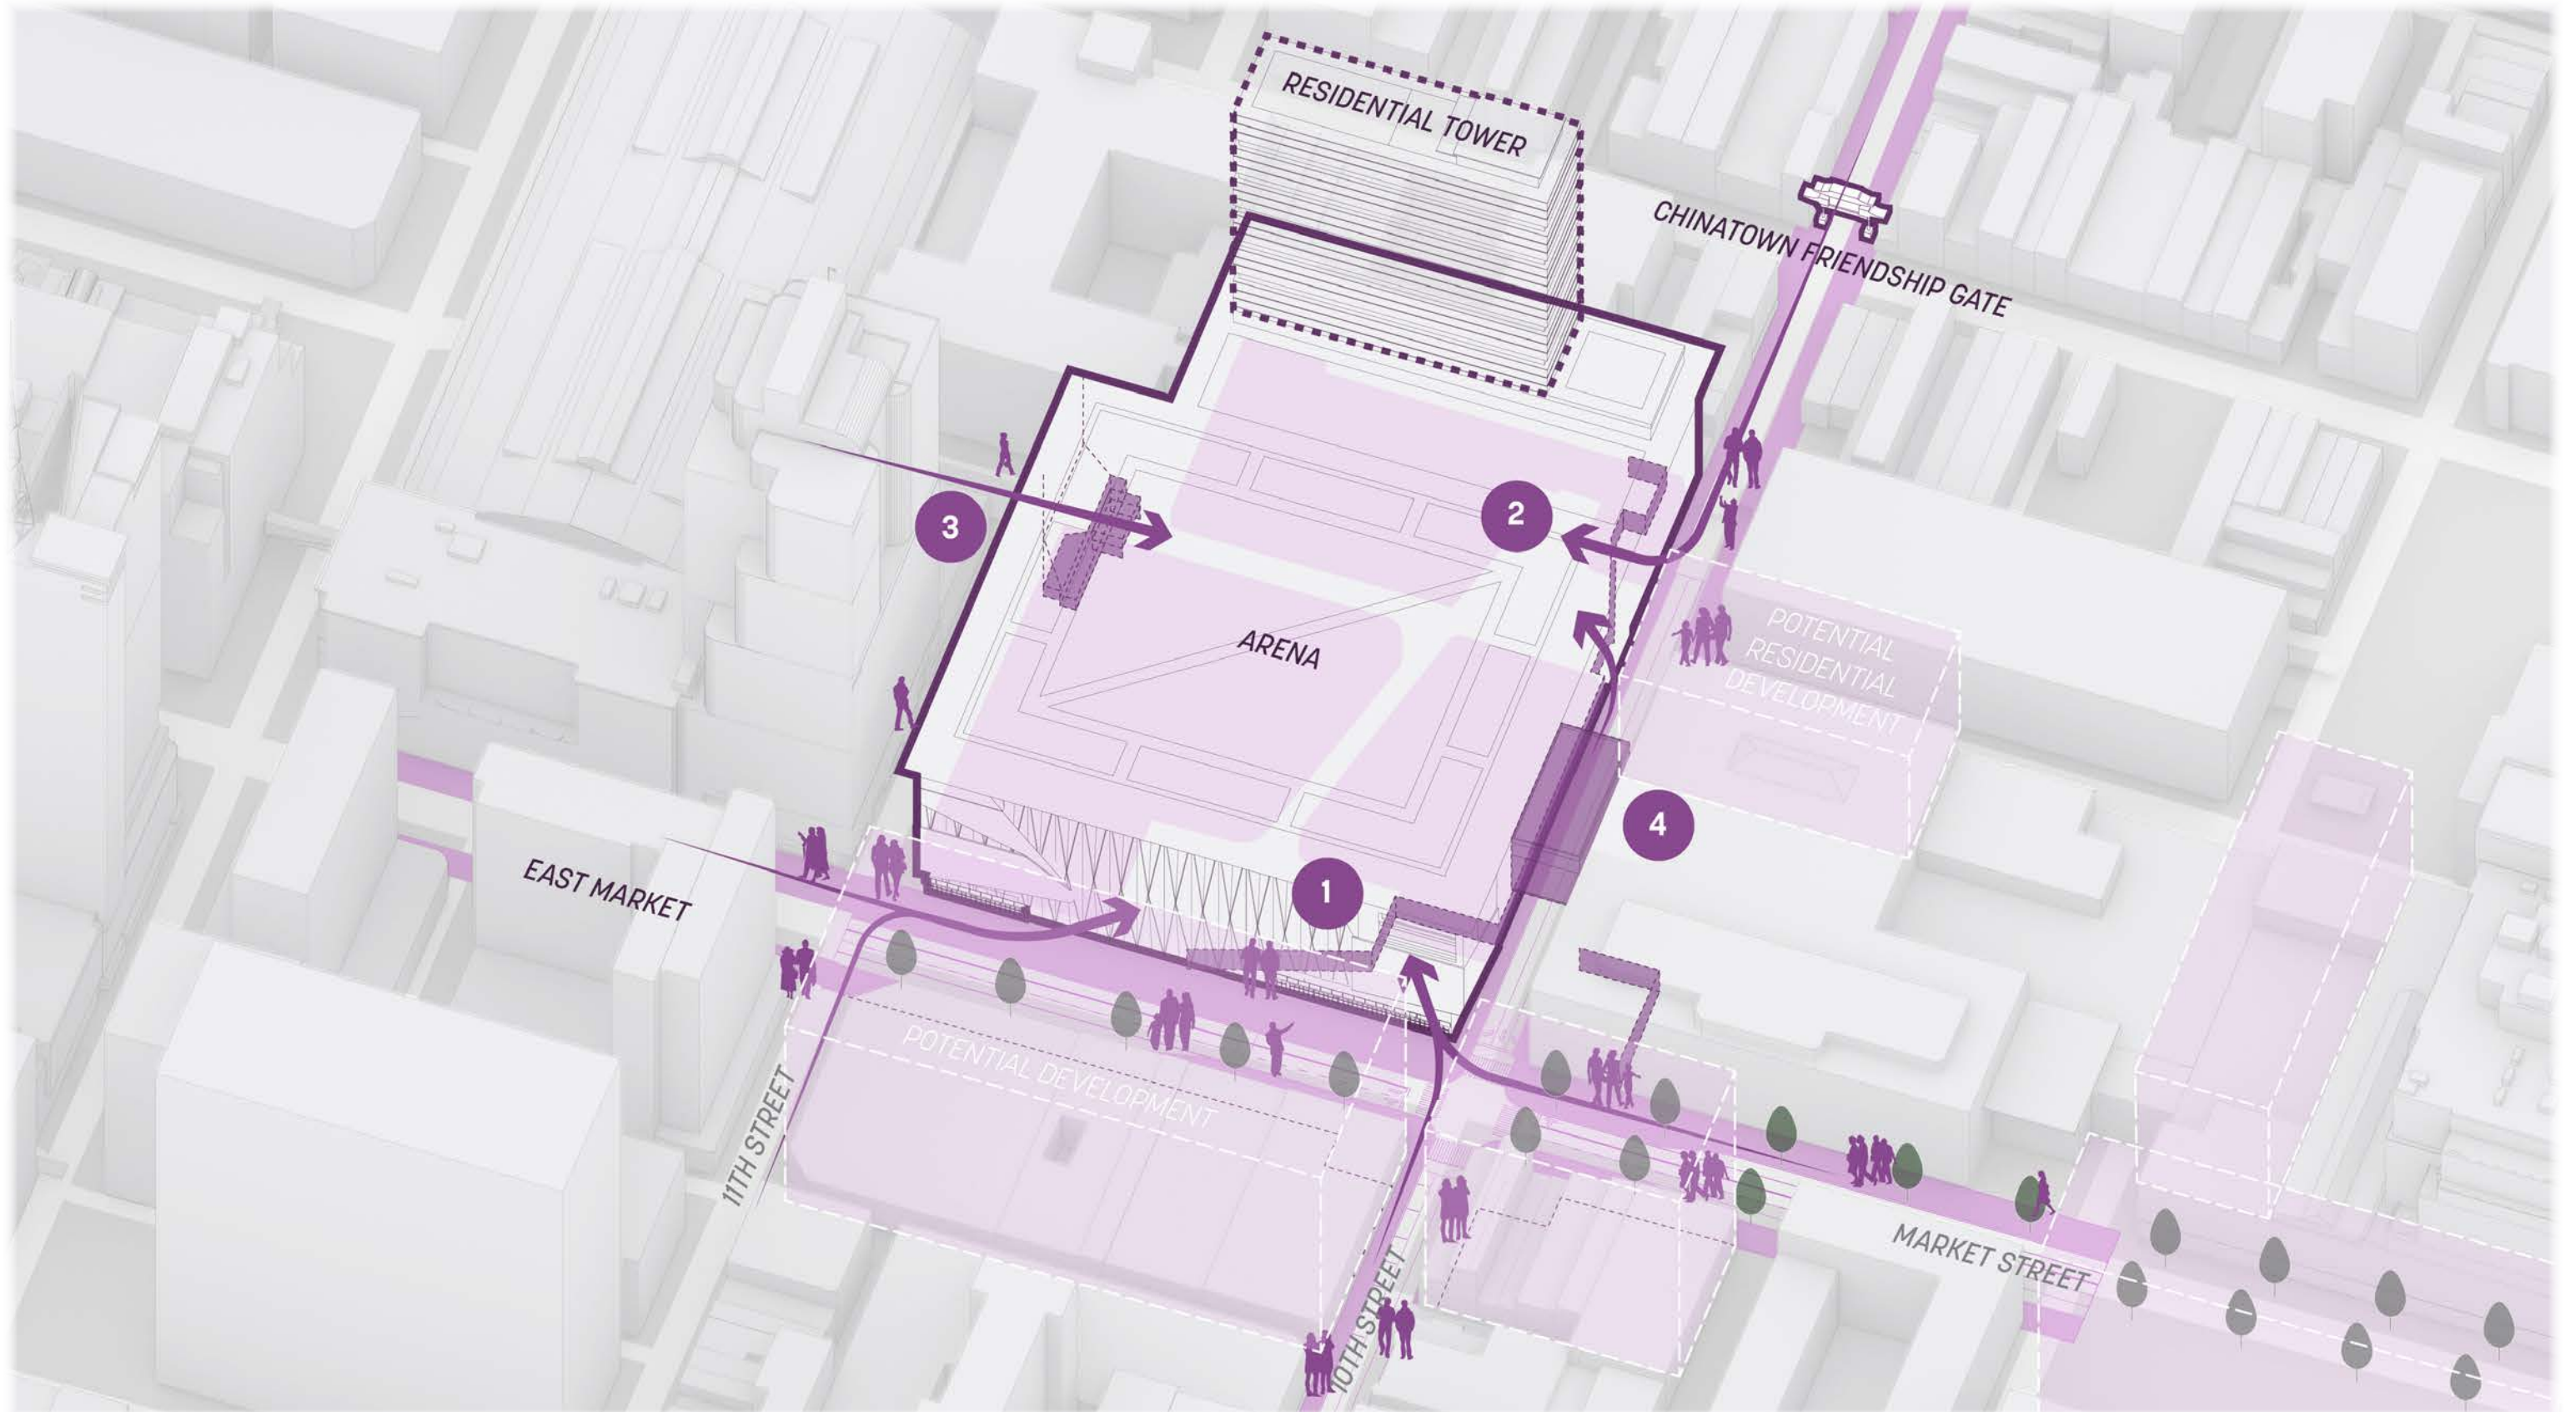 RESIDENTIAL TOWER
CHINATOWN FRIENDSHIP GATE
3
2
ARENA
POTENTIAL
RESIDENTIAL
DEVELOPMENT
4
EAST MARKET
1
POTENTIAL DEVELOPMENT
11TH STREET
10TH STREET
MARKET STREET